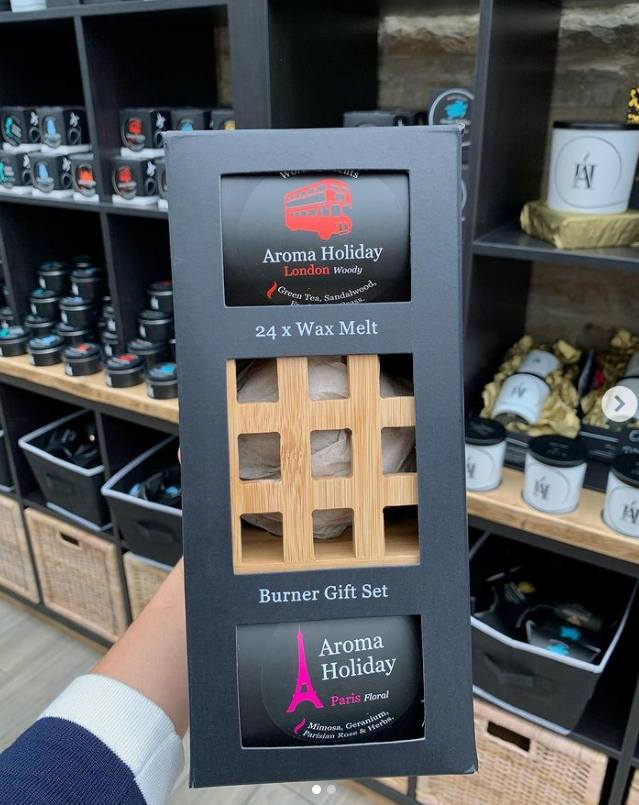 Aroma Holiday
London Woody
Green Tea, Sandalwood,
24 x Wax Melt
Burner Gift Set
Aroma
Holiday
Paris Floral
Mimosa, Geranium,
Parisian Rose & Herbs.